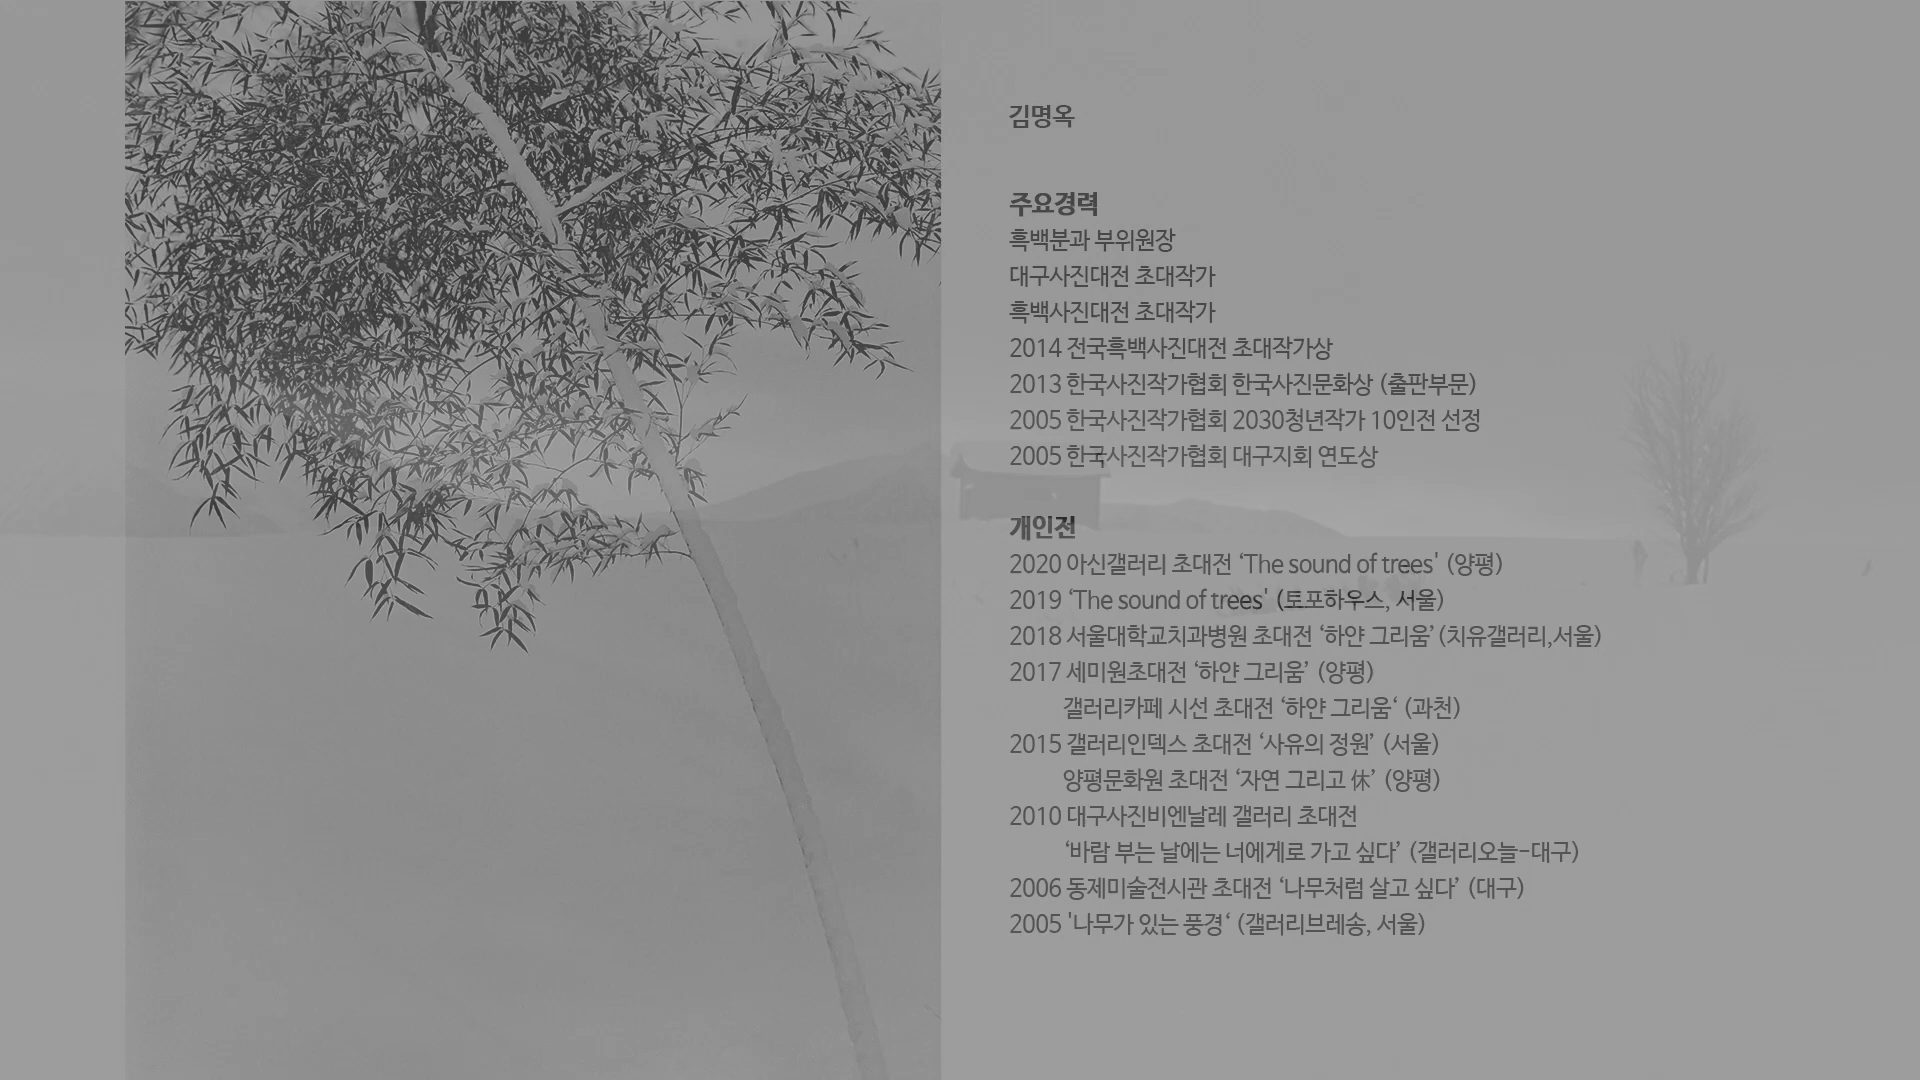 김명옥
주요경력
흑백분과 부위원장
대구사진대전 초대작가
흑백사진대전 초대작가
2014 전국흑백사진대전 초대작가상
2013 한국사진작가협회 한국사진문화상 (출판부문)
2005 한국사진작가협회 2030청년작가 10인전 선정
2005 한국사진작가협회 대구지회 연도상
개인전
2020 아신갤러리 초대전 ‘The sound of trees' (양평)
2019 ‘The sound of trees' (토포하우스, 서울)
2018 서울대학교치과병원 초대전 ‘하얀 그리움’ (치유갤러리,서울)
2017 세미원초대전 ‘하얀 그리움’ (양평)
갤러리카페 시선 초대전 ‘하얀 그리움‘ (과천)
2015 갤러리인덱스 초대전 ‘사유의 정원’ (서울)
양평문화원 초대전 ‘자연 그리고 休’ (양평)
2010 대구사진비엔날레 갤러리 초대전
‘바람 부는 날에는 너에게로 가고 싶다’ (갤러리오늘-대구)
2006 동제미술전시관 초대전 ‘나무처럼 살고 싶다’ (대구)
2005 '나무가 있는 풍경‘ (갤러리브레송, 서울)